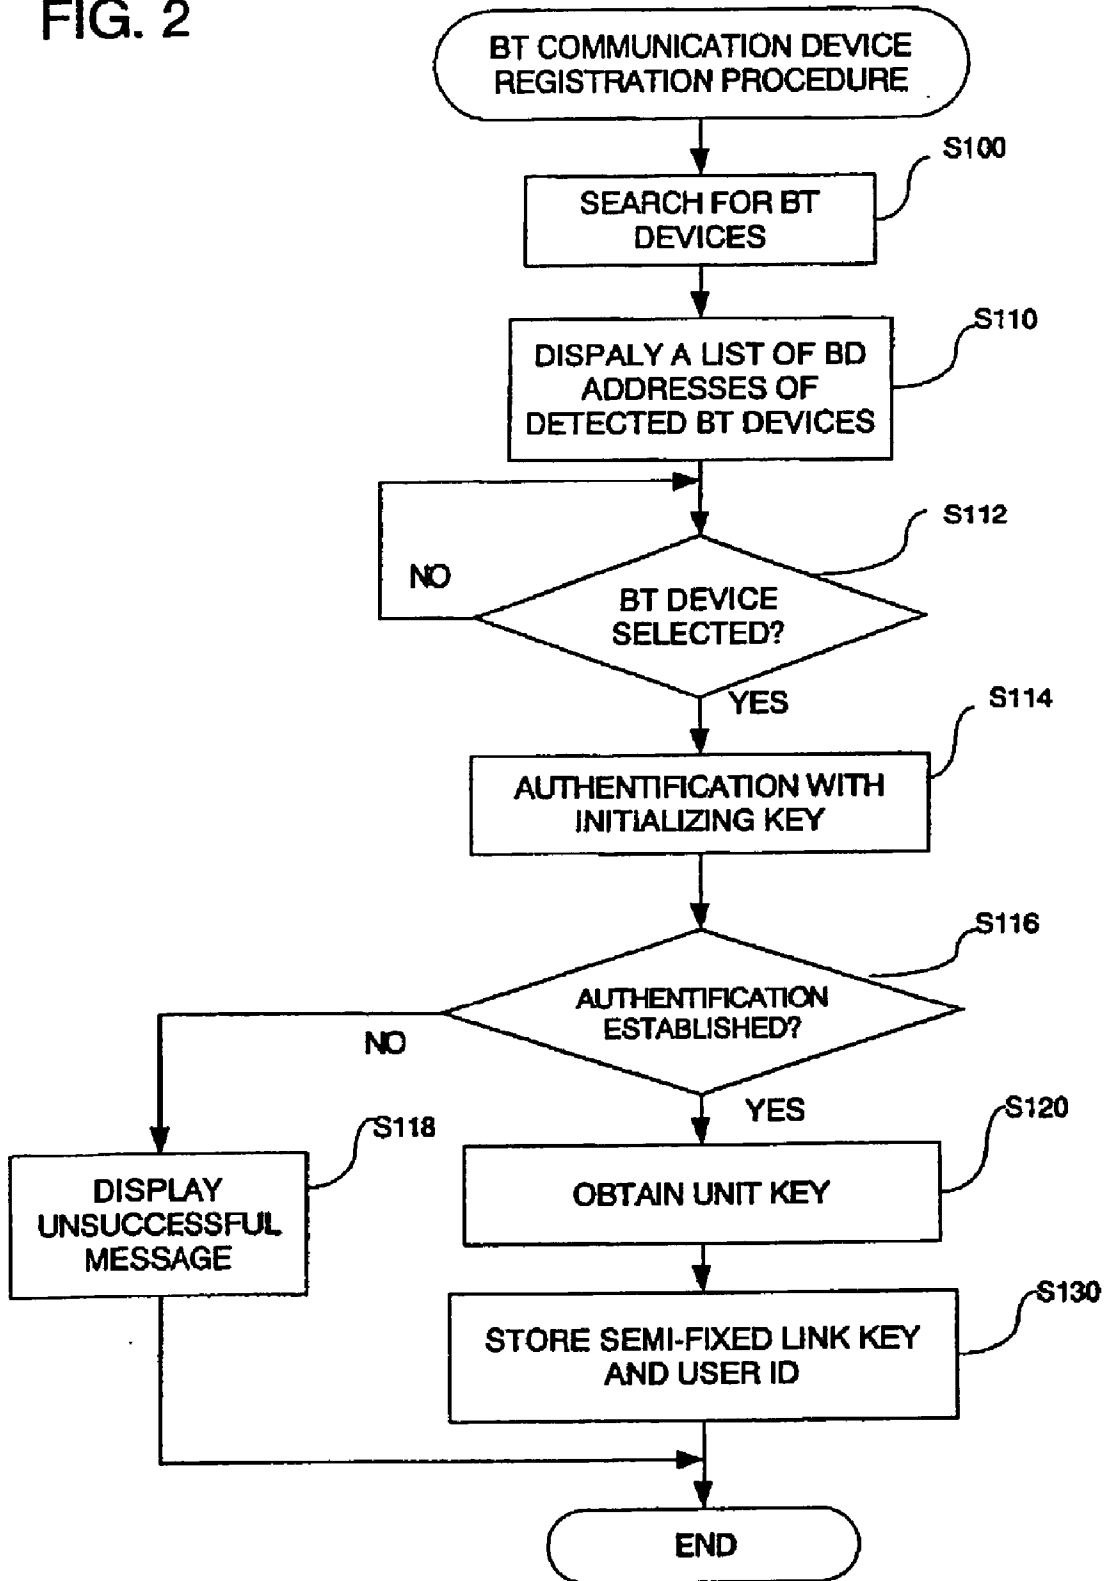 FIG. 2
BT COMMUNICATION DEVICE
REGISTRATION PROCEDURE
S100
SEARCH FOR BT
DEVICES
S110
DISPALY A LIST OF BD
ADDRESSES OF
DETECTED BT DEVICES
S112
NO
BT DEVICE
SELECTED?
YES
S114
AUTHENTIFICATION WITH
INITIALIZING KEY
S116
AUTHENTIFICATION
ESTABLISHED?
NO
YES
S118
S120
DISPLAY
UNSUCCESSFUL
MESSAGE
OBTAIN UNIT KEY
S130
STORE SEMI-FIXED LINK KEY
AND USER ID
END